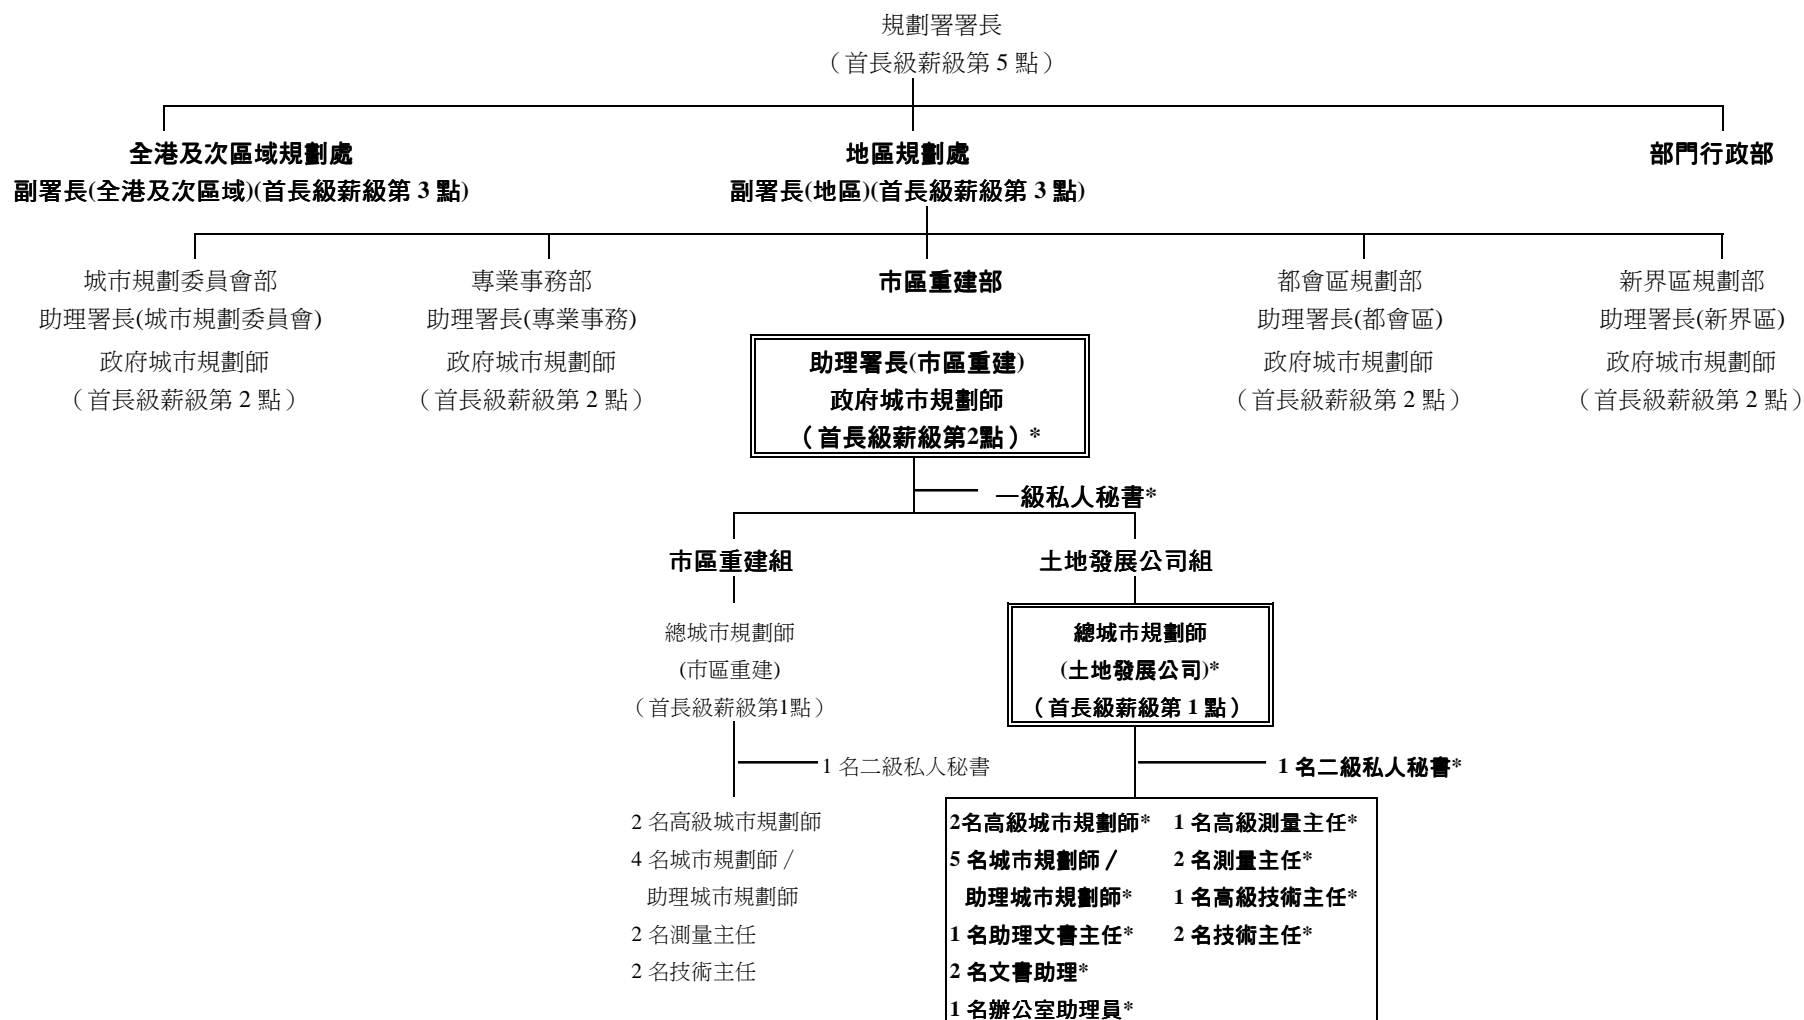 規劃署署長
（首長級薪級第 5 點）
全港及次區域規劃處
副署長(全港及次區域)(首長級薪級第 3 點)
地區規劃處
副署長(地區)(首長級薪級第 3 點)
部門行政部
城市規劃委員會部
助理署長(城市規劃委員會)
政府城市規劃師
（首長級薪級第 2 點）
專業事務部
助理署長(專業事務)
政府城市規劃師
（首長級薪級第 2 點）
市區重建部
助理署長(市區重建)
政府城市規劃師
（首長級薪級第2點）*
都會區規劃部
助理署長(都會區)
政府城市規劃師
（首長級薪級第 2 點）
新界區規劃部
助理署長(新界區)
政府城市規劃師
（首長級薪級第 2 點）
一級私人秘書*
市區重建組
總城市規劃師
(市區重建)
（首長級薪級第1點）
1 名二級私人秘書
2 名高級城市規劃師
4 名城市規劃師／
助理城市規劃師
2 名測量主任
2 名技術主任
土地發展公司組
總城市規劃師
(土地發展公司)*
（首長級薪級第 1 點）
1 名二級私人秘書*
2名高級城市規劃師*
5 名城市規劃師／
助理城市規劃師*
1 名助理文書主任*
2 名文書助理*
1 名辦公室助理員*
1 名高級測量主任*
2 名測量主任*
1 名高級技術主任*
2 名技術主任*